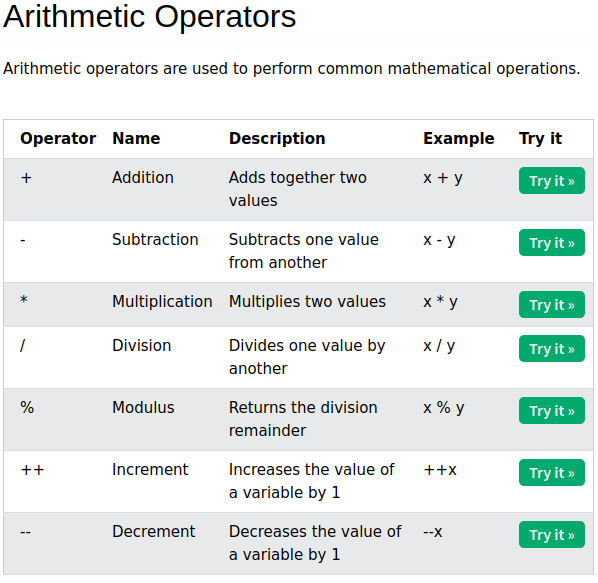 Arithmetic Operators
Arithmetic operators are used to perform common mathematical operations.
Operator Name Description Example Try it
+ Addition Adds together two x + y Try it »
values
- Subtraction Subtracts one value x - y Try it »
from another
* Multiplication Multiplies two values x * y Try it »
/ Division Divides one value by x / y Try it »
another
% Modulus Returns the division x % y Try it »
remainder
++ Increment Increases the value of ++x Try it »
a variable by 1
-- Decrement Decreases the value of --x Try it »
a variable by 1